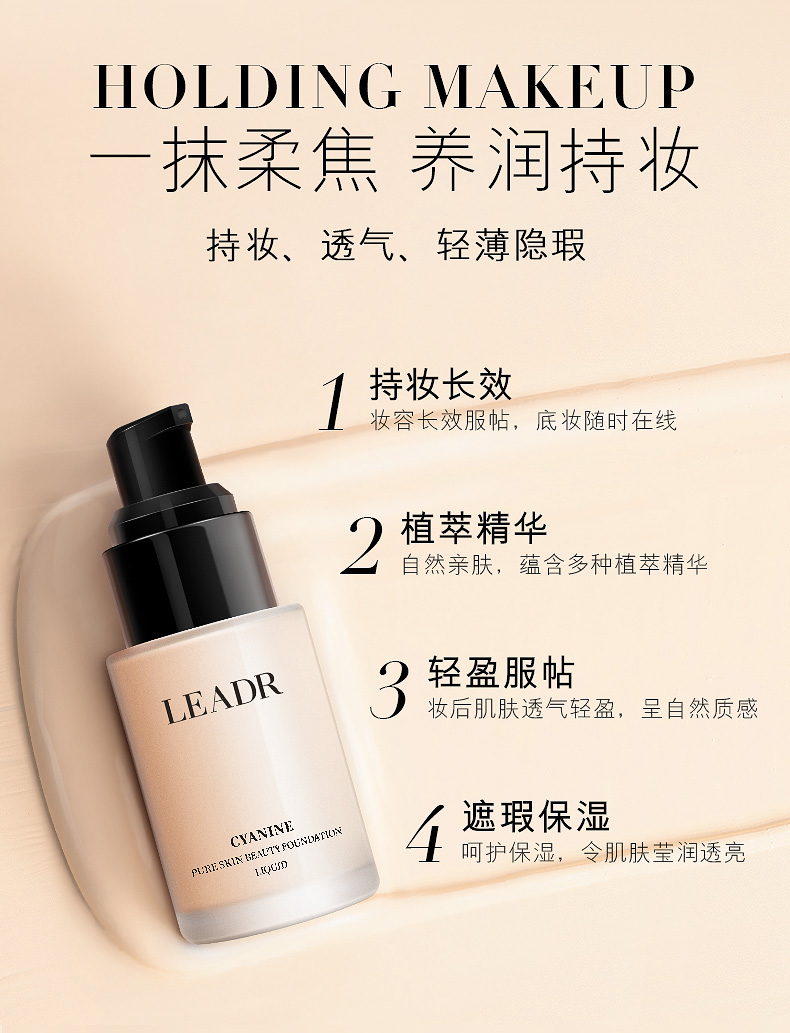 HOLDING MAKEUP
一抹柔焦 养润持妆
持妆、透气、轻薄隐瑕
1 持妆长效
妆容长效服帖，底妆随时在线
2 植萃精华
自然亲肤，蕴含多种植萃精华
3 轻盈服帖
妆后肌肤透气轻盈，呈自然质感
4 遮瑕保湿
呵护保湿，令肌肤莹润透亮
LEADR
CYANINE
PURE SKIN BEAUTY FOUNDATION
LIQUID